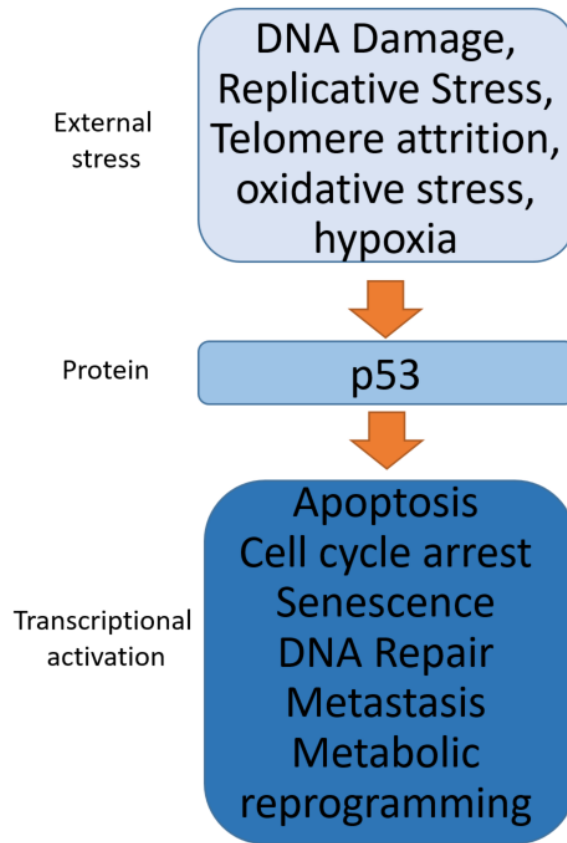 External
stress
DNA Damage,
Replicative Stress,
Telomere attrition,
oxidative stress,
hypoxia
Protein
p53
Transcriptional
activation
Apoptosis
Cell cycle arrest
Senescence
DNA Repair
Metastasis
Metabolic
reprogramming